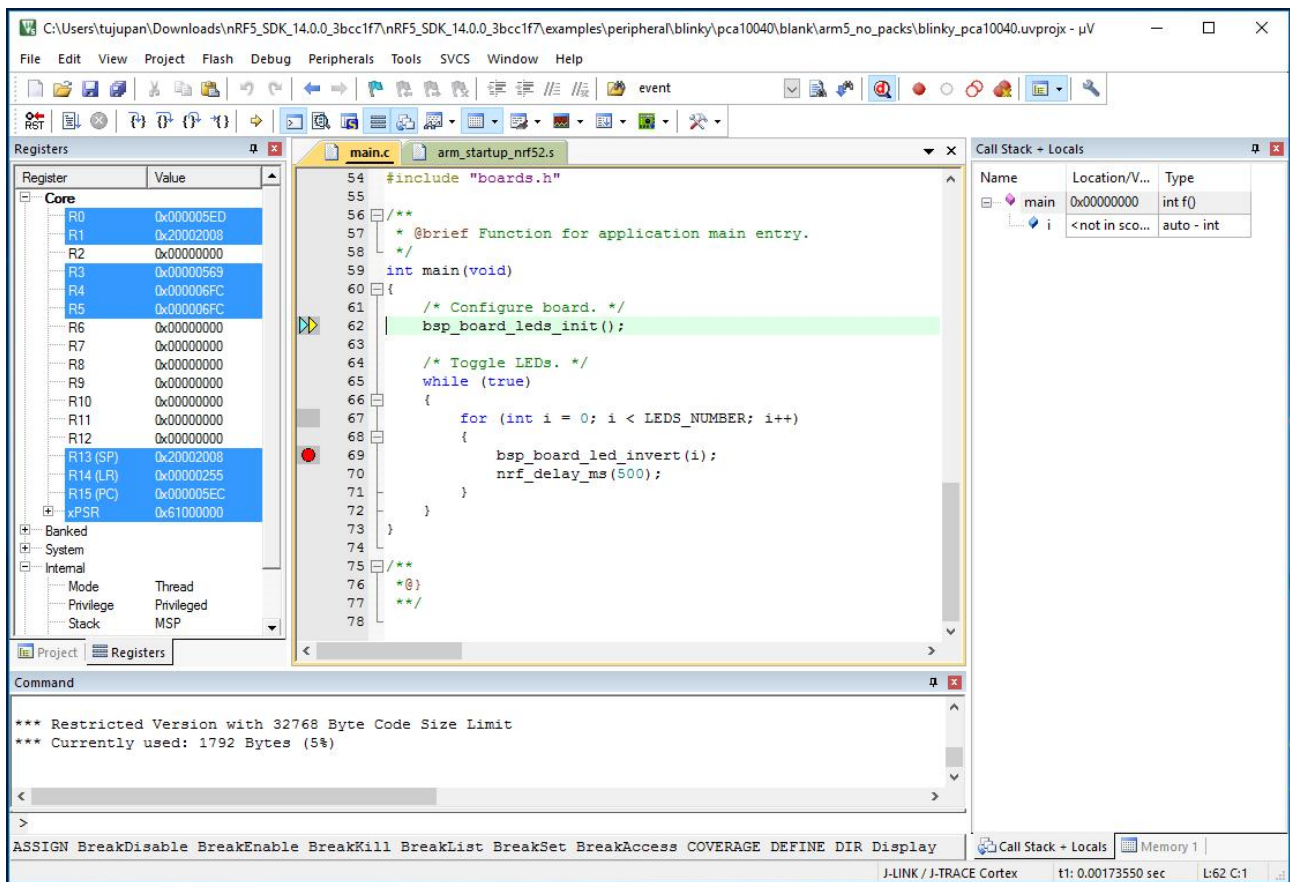 C:\Users\tujupan\Downloads\nRF5_SDK_14.0.0_3bcc1f7\nRF5_SDK_14.0.0_3bcc1f7\examples\peripheral\blinky\pca10040\blank\arm5_no_packs\blinky_pca10040.uvprojx - µV
File Edit View Project Flash Debug Peripherals Tools SVCS Window Help
event
RST
Registers
Register Value
Core
R0 0x000005ED
R1 0x20002008
R2 0x00000000
R3 0x00000569
R4 0x000006FC
R5 0x000006FC
R6 0x00000000
R7 0x00000000
R8 0x00000000
R9 0x00000000
R10 0x00000000
R11 0x00000000
R12 0x00000000
R13 (SP) 0x20002008
R14 (LR) 0x00000255
R15 (PC) 0x000005EC
xPSR 0x61000000
Banked
System
Internal
Mode Thread
Privilege Privileged
Stack MSP
Project Registers
main.c arm_startup_nrf52.s
54 #include "boards.h"
55
56 /**
57 * @brief Function for application main entry.
58 */
59 int main(void)
60 {
61 /* Configure board. */
62 bsp_board_leds_init();
63
64 /* Toggle LEDs. */
65 while (true)
66 {
67 for (int i = 0; i < LEDS_NUMBER; i++)
68 {
69 bsp_board_led_invert(i);
70 nrf_delay_ms(500);
71 }
72 }
73 }
74
75 /**
76 *@}
77 **/
78
Call Stack + Locals
Name Location/V... Type
main 0x00000000 int f()
i <not in sco... auto - int
Command
*** Restricted Version with 32768 Byte Code Size Limit
*** Currently used: 1792 Bytes (5%)
>
ASSIGN BreakDisable BreakEnable BreakKill BreakList BreakSet BreakAccess COVERAGE DEFINE DIR Display
Call Stack + Locals Memory 1
J-LINK / J-TRACE Cortex t1: 0.00173550 sec L:62 C:1